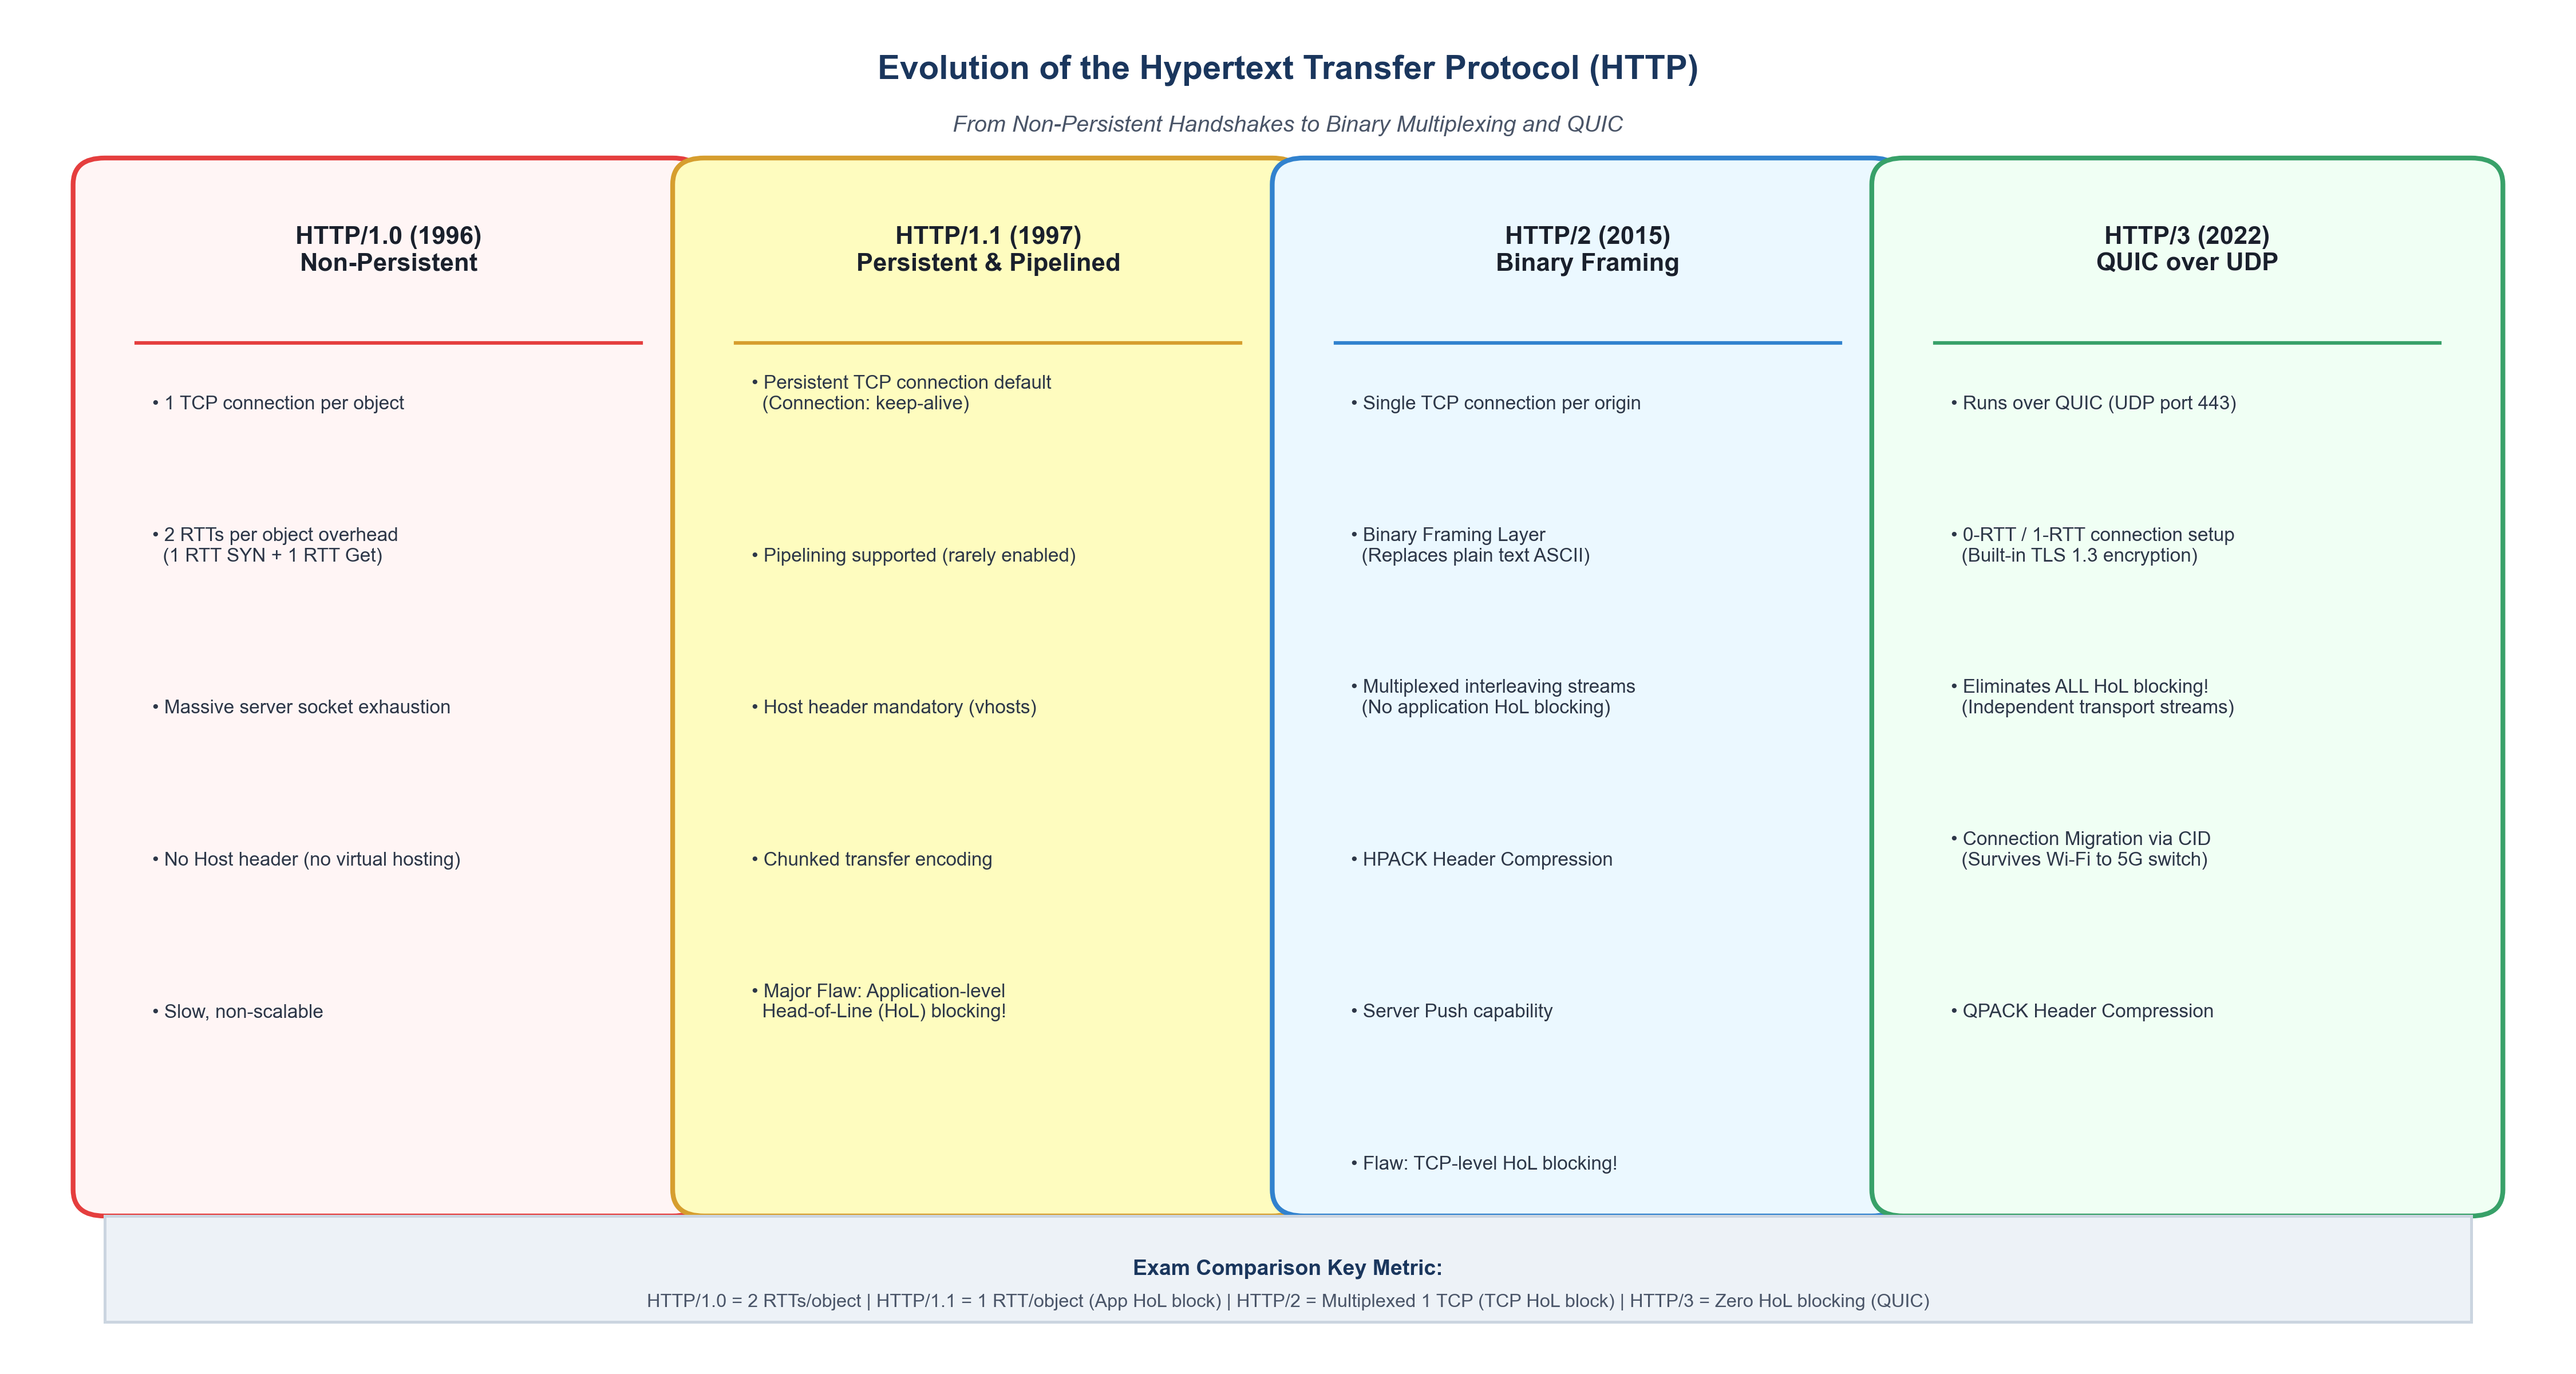 Evolution of the Hypertext Transfer Protocol (HTTP)
From Non-Persistent Handshakes to Binary Multiplexing and QUIC
HTTP/1.0 (1996)
Non-Persistent
• 1 TCP connection per object
• 2 RTTs per object overhead
(1 RTT SYN + 1 RTT Get)
• Massive server socket exhaustion
• No Host header (no virtual hosting)
• Slow, non-scalable
HTTP/1.1 (1997)
Persistent & Pipelined
• Persistent TCP connection default
(Connection: keep-alive)
• Pipelining supported (rarely enabled)
• Host header mandatory (vhosts)
• Chunked transfer encoding
• Major Flaw: Application-level
Head-of-Line (HoL) blocking!
HTTP/2 (2015)
Binary Framing
• Single TCP connection per origin
• Binary Framing Layer
(Replaces plain text ASCII)
• Multiplexed interleaving streams
(No application HoL blocking)
• HPACK Header Compression
• Server Push capability
• Flaw: TCP-level HoL blocking!
HTTP/3 (2022)
QUIC over UDP
• Runs over QUIC (UDP port 443)
• 0-RTT / 1-RTT connection setup
(Built-in TLS 1.3 encryption)
• Eliminates ALL HoL blocking!
(Independent transport streams)
• Connection Migration via CID
(Survives Wi-Fi to 5G switch)
• QPACK Header Compression
Exam Comparison Key Metric:
HTTP/1.0 = 2 RTTs/object | HTTP/1.1 = 1 RTT/object (App HoL block) | HTTP/2 = Multiplexed 1 TCP (TCP HoL block) | HTTP/3 = Zero HoL blocking (QUIC)